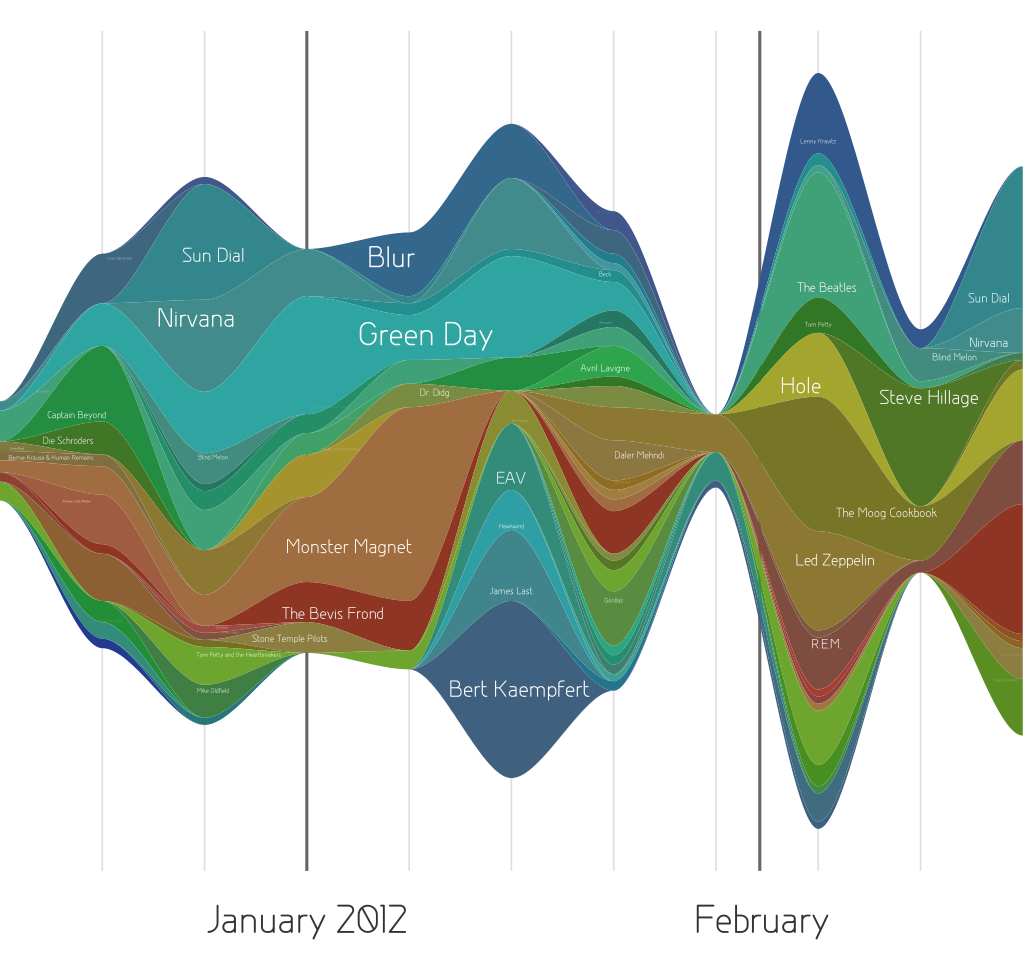 Lenny Kravitz
Sun Dial
Blur
Beck
The Beatles
Sun Dial
Nirvana
Green Day
Tom Petty
Nirvana
Blind Melon
Avril Lavigne
Hole
Dr. Didg
Steve Hillage
Captain Beyond
Die Schroders
Bernie Krause & Human Remains
Blind Melon
Daler Mehndi
EAV
The Moog Cookbook
Hawkwind
Monster Magnet
Led Zeppelin
James Last
Gorillaz
The Bevis Frond
Stone Temple Pilots
R.E.M.
Tom Petty and the Heartbreakers
Mike Oldfield
Bert Kaempfert
January 2012
February